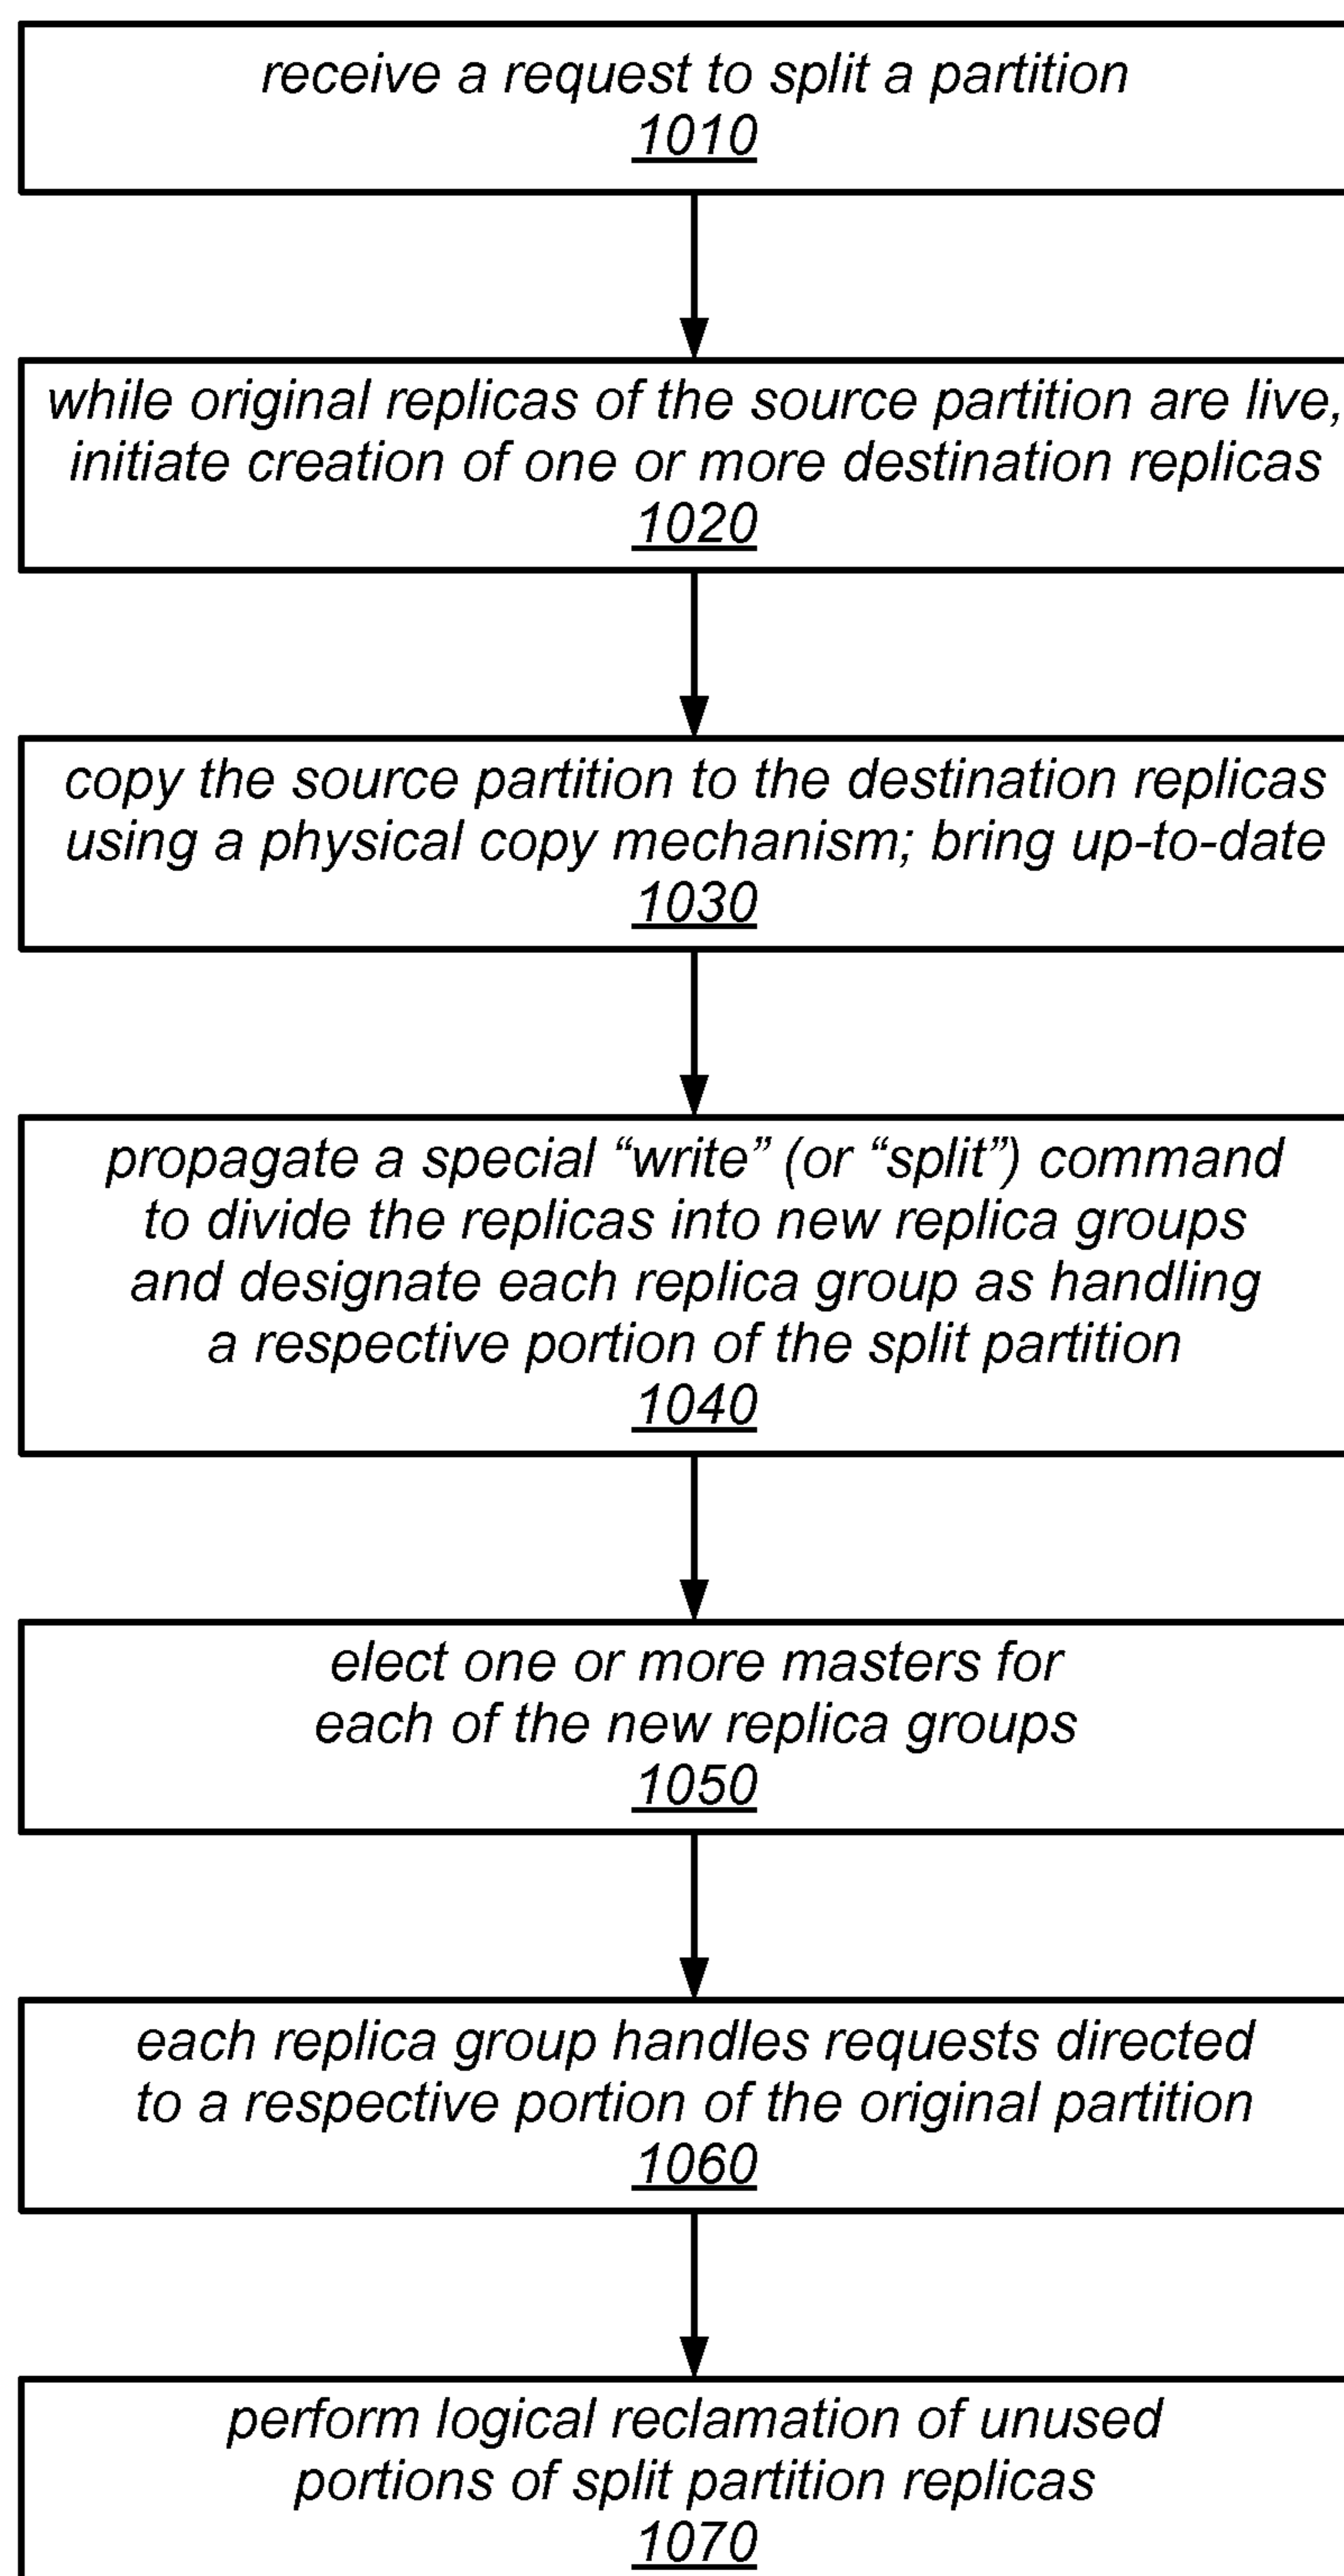 receive a request to split a partition
1010
while original replicas of the source partition are live,
initiate creation of one or more destination replicas
1020
copy the source partition to the destination replicas
using a physical copy mechanism; bring up-to-date
1030
propagate a special “write” (or “split”) command
to divide the replicas into new replica groups
and designate each replica group as handling
a respective portion of the split partition
1040
elect one or more masters for
each of the new replica groups
1050
each replica group handles requests directed
to a respective portion of the original partition
1060
perform logical reclamation of unused
portions of split partition replicas
1070